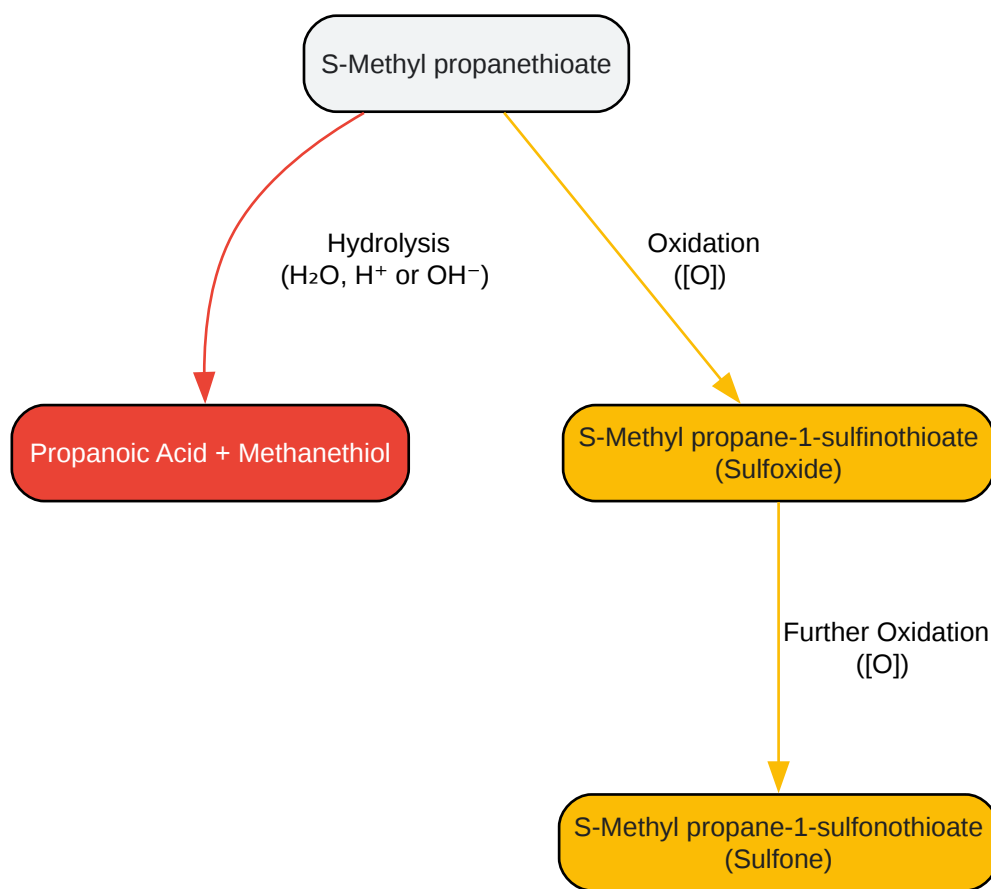 S-Methyl propanethioate
Hydrolysis
(H₂O, H⁺ or OH⁻)
Oxidation
([O])
Propanoic Acid + Methanethiol
S-Methyl propane-1-sulfinothioate
(Sulfoxide)
Further Oxidation
([O])
S-Methyl propane-1-sulfonothioate
(Sulfone)